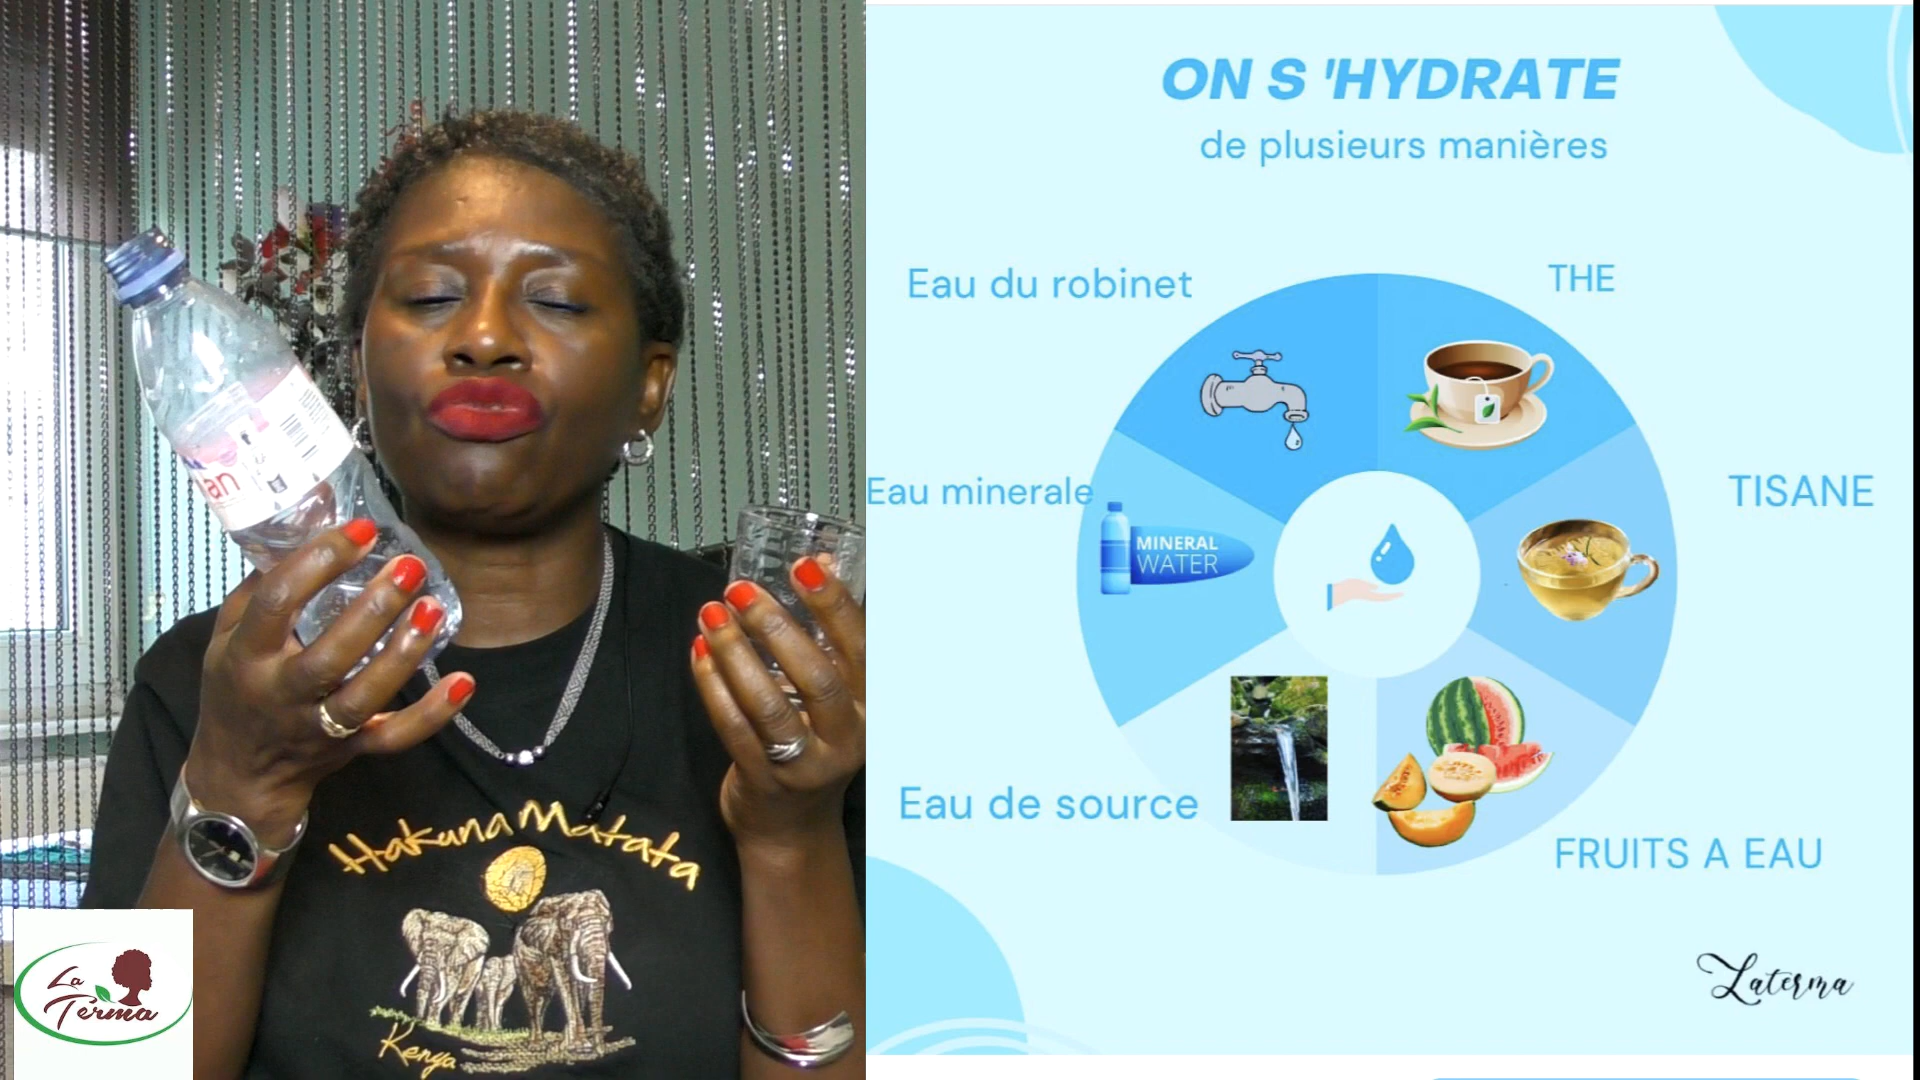 an
Hakuna Matata
Kenya
La
Terma
ON S 'HYDRATE
de plusieurs manières
Eau du robinet
THE
Eau minerale
TISANE
MINERAL
WATER
Eau de source
FRUITS A EAU
Laterma